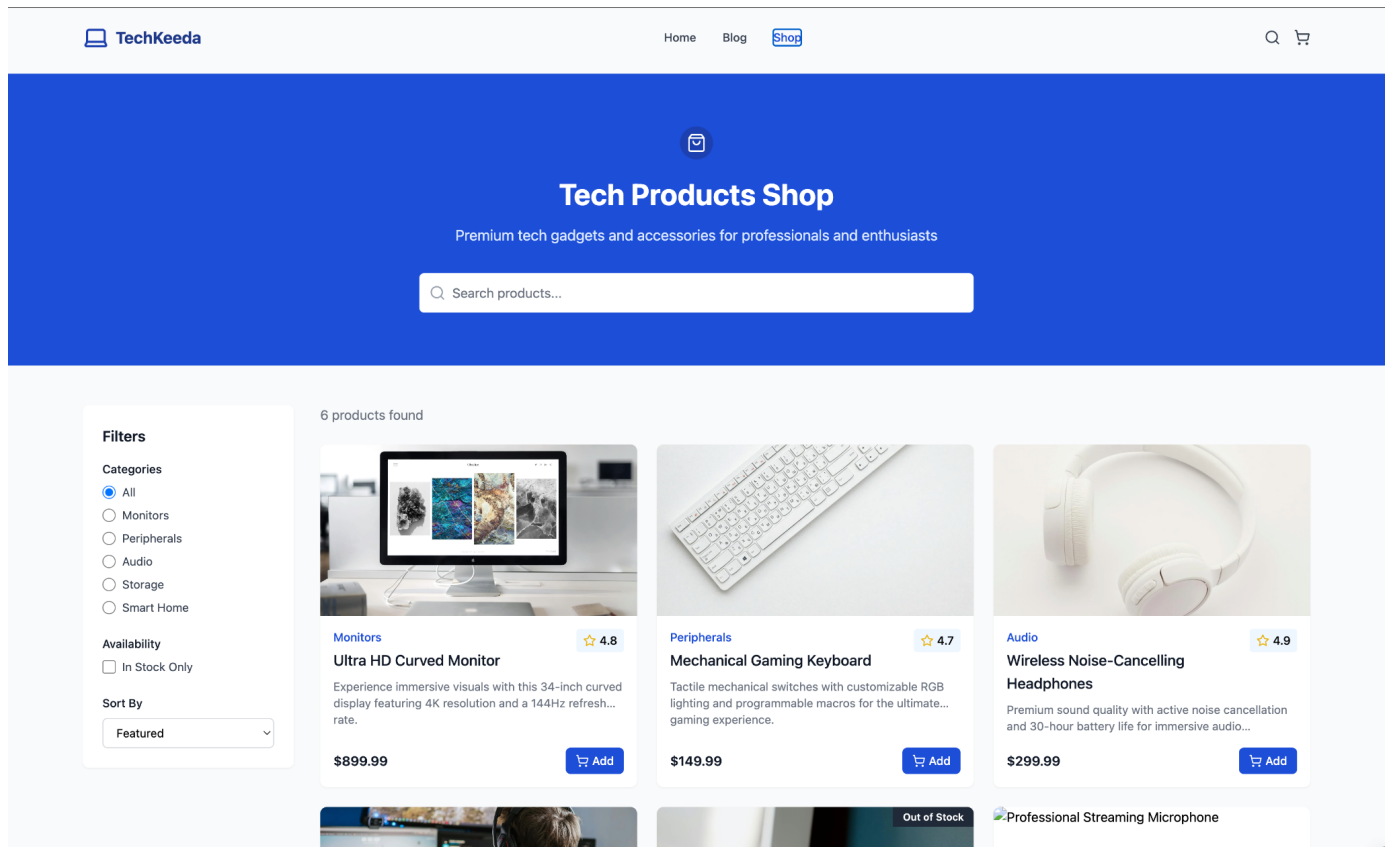 TechKeeda
Home
Blog
Shop
Tech Products Shop
Premium tech gadgets and accessories for professionals and enthusiasts
Search products...
Filters
Categories
All
Monitors
Peripherals
Audio
Storage
Smart Home
Availability
In Stock Only
Sort By
Featured
6 products found
Monitors
4.8
Ultra HD Curved Monitor
Experience immersive visuals with this 34-inch curved
display featuring 4K resolution and a 144Hz refresh...
rate.
$899.99
Add
Peripherals
4.7
Mechanical Gaming Keyboard
Tactile mechanical switches with customizable RGB
lighting and programmable macros for the ultimate...
gaming experience.
$149.99
Add
Audio
4.9
Wireless Noise-Cancelling
Headphones
Premium sound quality with active noise cancellation
and 30-hour battery life for immersive audio...
$299.99
Add
Out of Stock
Professional Streaming Microphone